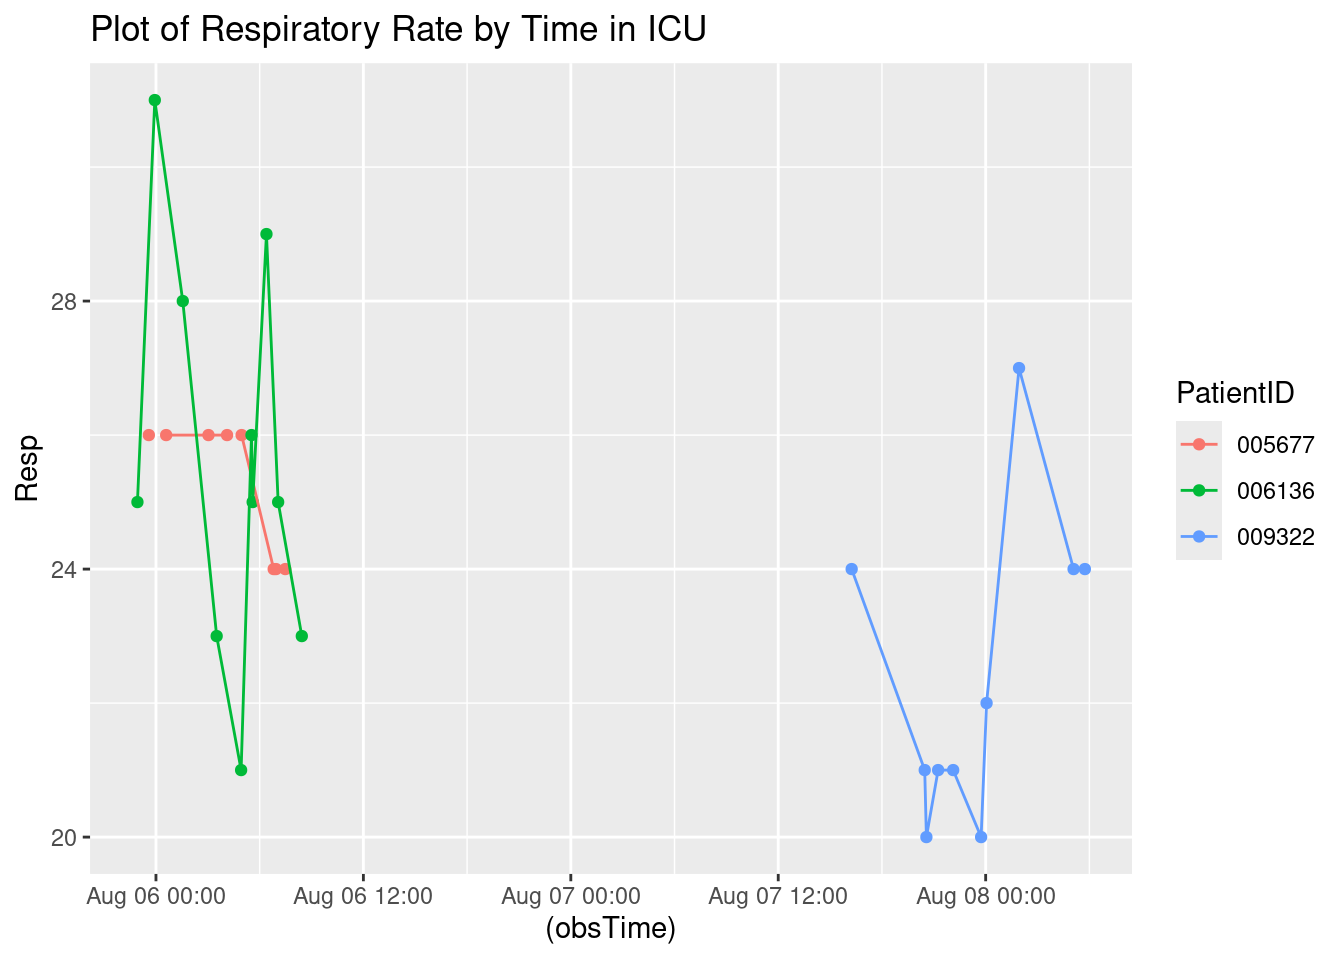 Plot of Respiratory Rate by Time in ICU
Resp
28
24
20
Aug 06 00:00
Aug 06 12:00
Aug 07 00:00
Aug 07 12:00
Aug 08 00:00
(obsTime)
PatientID
005677
006136
009322